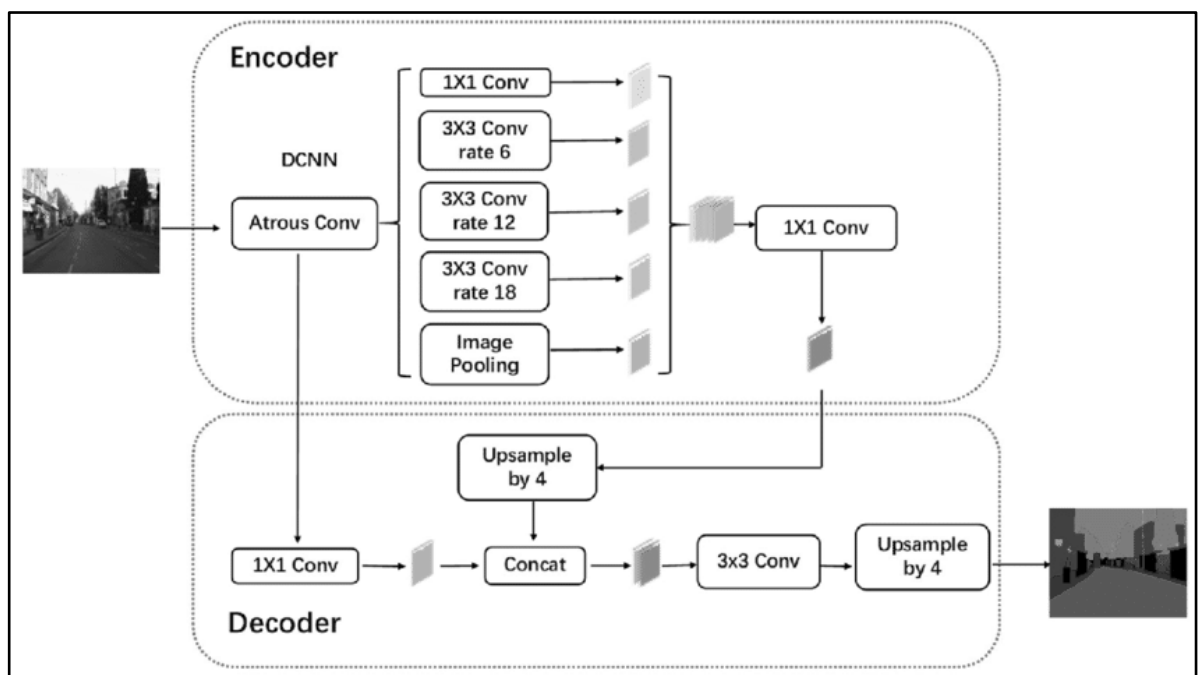 Encoder
DCNN
Atrous Conv
1X1 Conv
3X3 Conv
rate 6
3X3 Conv
rate 12
3X3 Conv
rate 18
Image
Pooling
1X1 Conv
Upsample
by 4
1X1 Conv
Concat
3x3 Conv
Upsample
by 4
Decoder